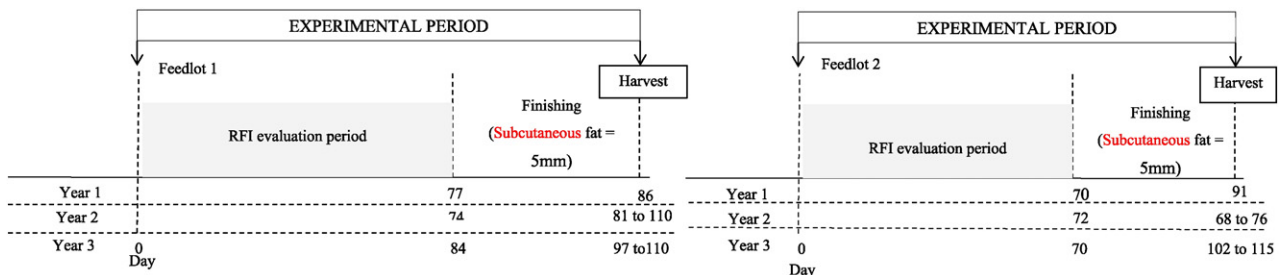 EXPERIMENTAL PERIOD
Feedlot 1
Harvest
Finishing
RFI evaluation period
(Subcutaneous fat =
5mm)
Year 1 77 86
Year 2 74 81 to 110
Year 3 0 84 97 to110
Day
EXPERIMENTAL PERIOD
Feedlot 2
Harvest
Finishing
RFI evaluation period
(Subcutaneous fat =
5mm)
Year 1 70 91
Year 2 72 68 to 76
Year 3 0 70 102 to 115
Day